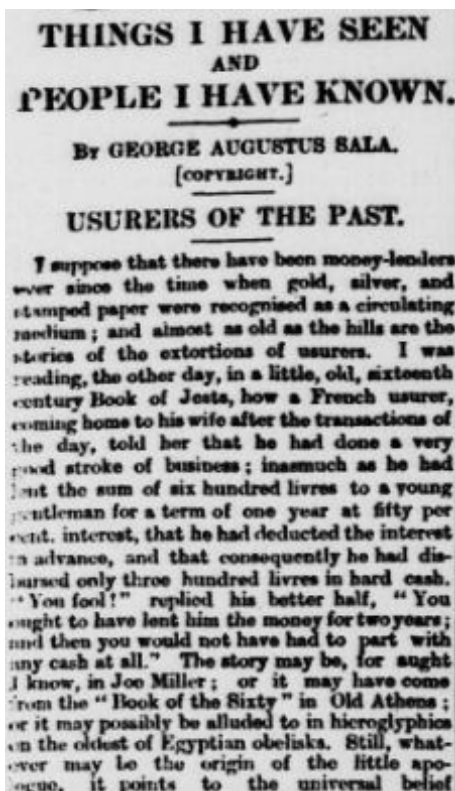 THINGS I HAVE SEEN
AND
PEOPLE I HAVE KNOWN.
BY GEORGE AUGUSTUS SALA.
[COPYRIGHT.]
USURERS OF THE PAST.
I suppose that there have been money-lenders
ever since the time when gold, silver, and
stamped paper were recognised as a circulating
medium; and almost as old as the hills are the
stories of the extortions of usurers. I was
reading, the other day, in a little, old, sixteenth
century Book of Jests, how a French usurer,
coming home to his wife after the transactions of
the day, told her that he had done a very
good stroke of business; inasmuch as he had
lent the sum of six hundred livres to a young
gentleman for a term of one year at fifty per
cent. interest, that he had deducted the interest
in advance, and that consequently he had dis-
bursed only three hundred livres in hard cash.
"You fool!" replied his better half, "You
ought to have lent him the money for two years;
and then you would not have had to part with
any cash at all." The story may be, for aught
I know, in Joe Miller; or it may have come
from the "Book of the Sixty" in Old Athens;
or it may possibly be alluded to in hieroglyphics
on the oldest of Egyptian obelisks. Still, what-
ever may be the origin of the little apo-
logue, it points to the universal belief